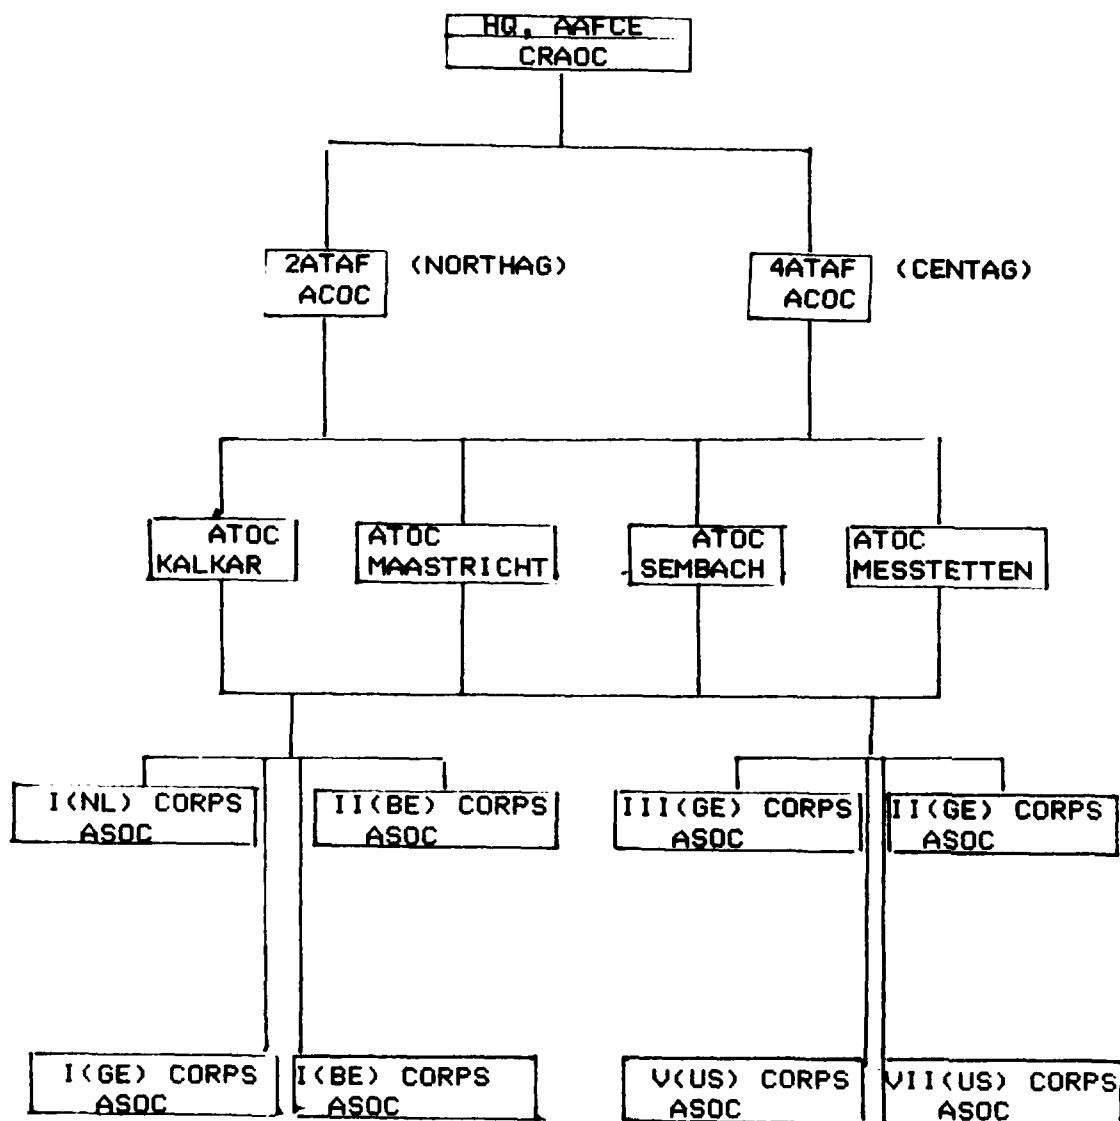 HQ. AAFCE
CRAOC
2ATAF (NORTHAG)
ACOC
4ATAF (CENTAG)
ACOC
ATOC
KALKAR
ATOC
MAASTRICHT
ATOC
SEMBACH
ATOC
MESSTETTEN
I(NL) CORPS
ASOC
II(BE) CORPS
ASOC
III(GE) CORPS
ASOC
II(GE) CORPS
ASOC
I(GE) CORPS
ASOC
I(BE) CORPS
ASOC
V(US) CORPS
ASOC
VII(US) CORPS
ASOC